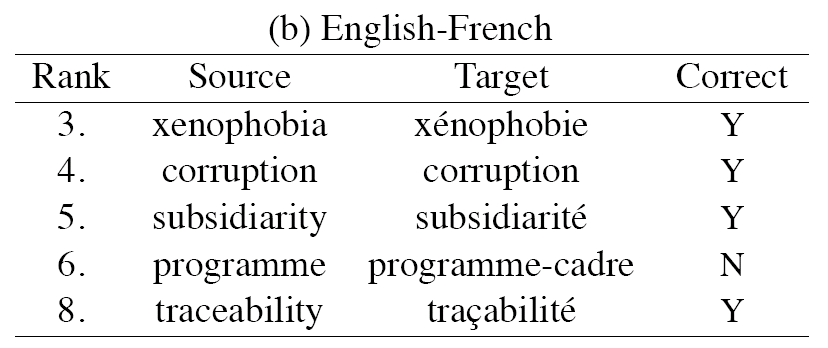 (b) English-French
Rank Source Target Correct
3. xenophobia xénophobie Y
4. corruption corruption Y
5. subsidiarity subsidiarité Y
6. programme programme-cadre N
8. traceability traçabilité Y